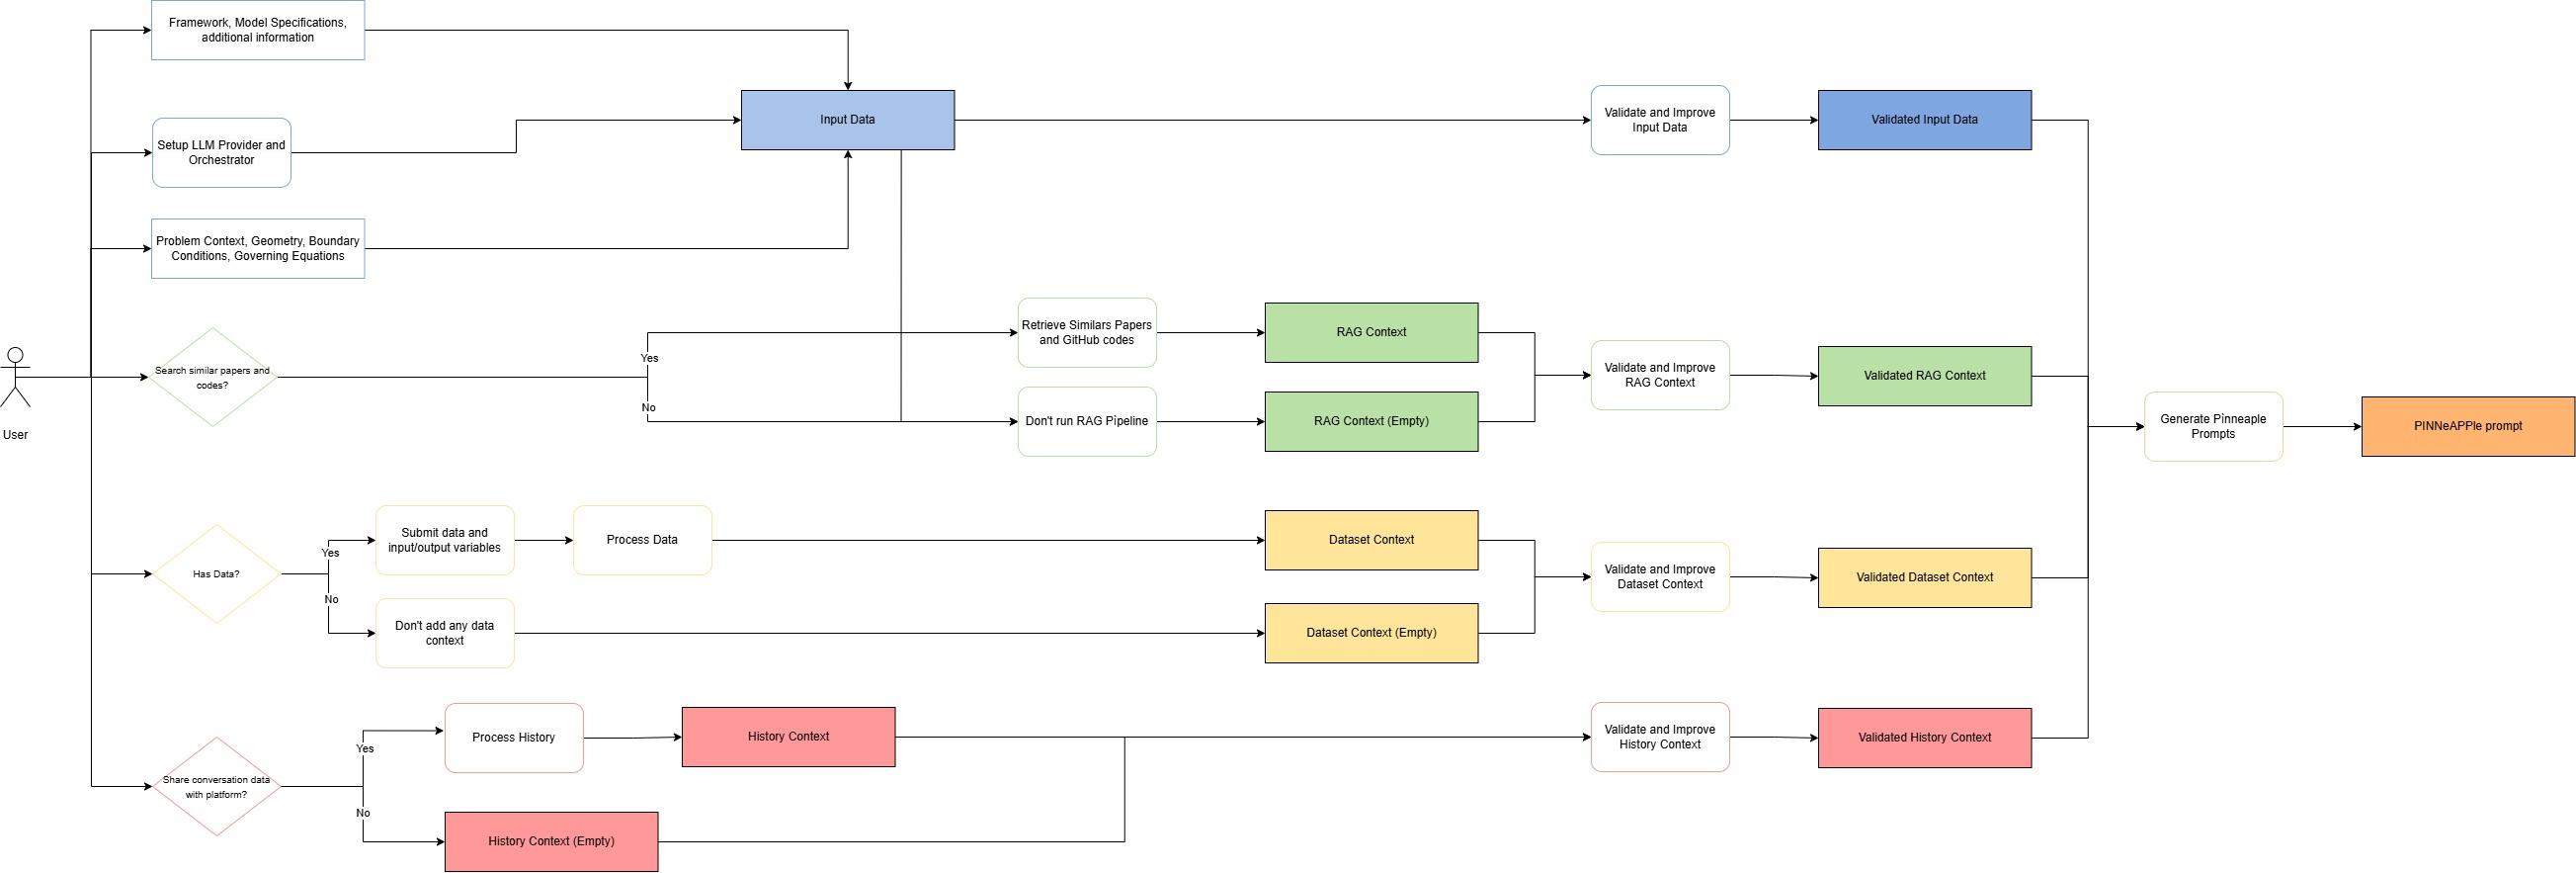 Framework, Model Specifications,
additional information
Input Data
Validate and Improve
Input Data
Validated Input Data
Setup LLM Provider and
Orchestrator
Problem Context, Geometry, Boundary
Conditions, Governing Equations
User
Search similar papers and
codes?
Yes
No
Retrieve Similars Papers
and GitHub codes
RAG Context
Don't run RAG Pipeline
RAG Context (Empty)
Validate and Improve
RAG Context
Validated RAG Context
Generate Pinneaple
Prompts
PINNeAPPle prompt
Has Data?
Yes
No
Submit data and
input/output variables
Process Data
Dataset Context
Don't add any data
context
Dataset Context (Empty)
Validate and Improve
Dataset Context
Validated Dataset Context
Share conversation data
with platform?
Yes
No
Process History
History Context
History Context (Empty)
Validate and Improve
History Context
Validated History Context